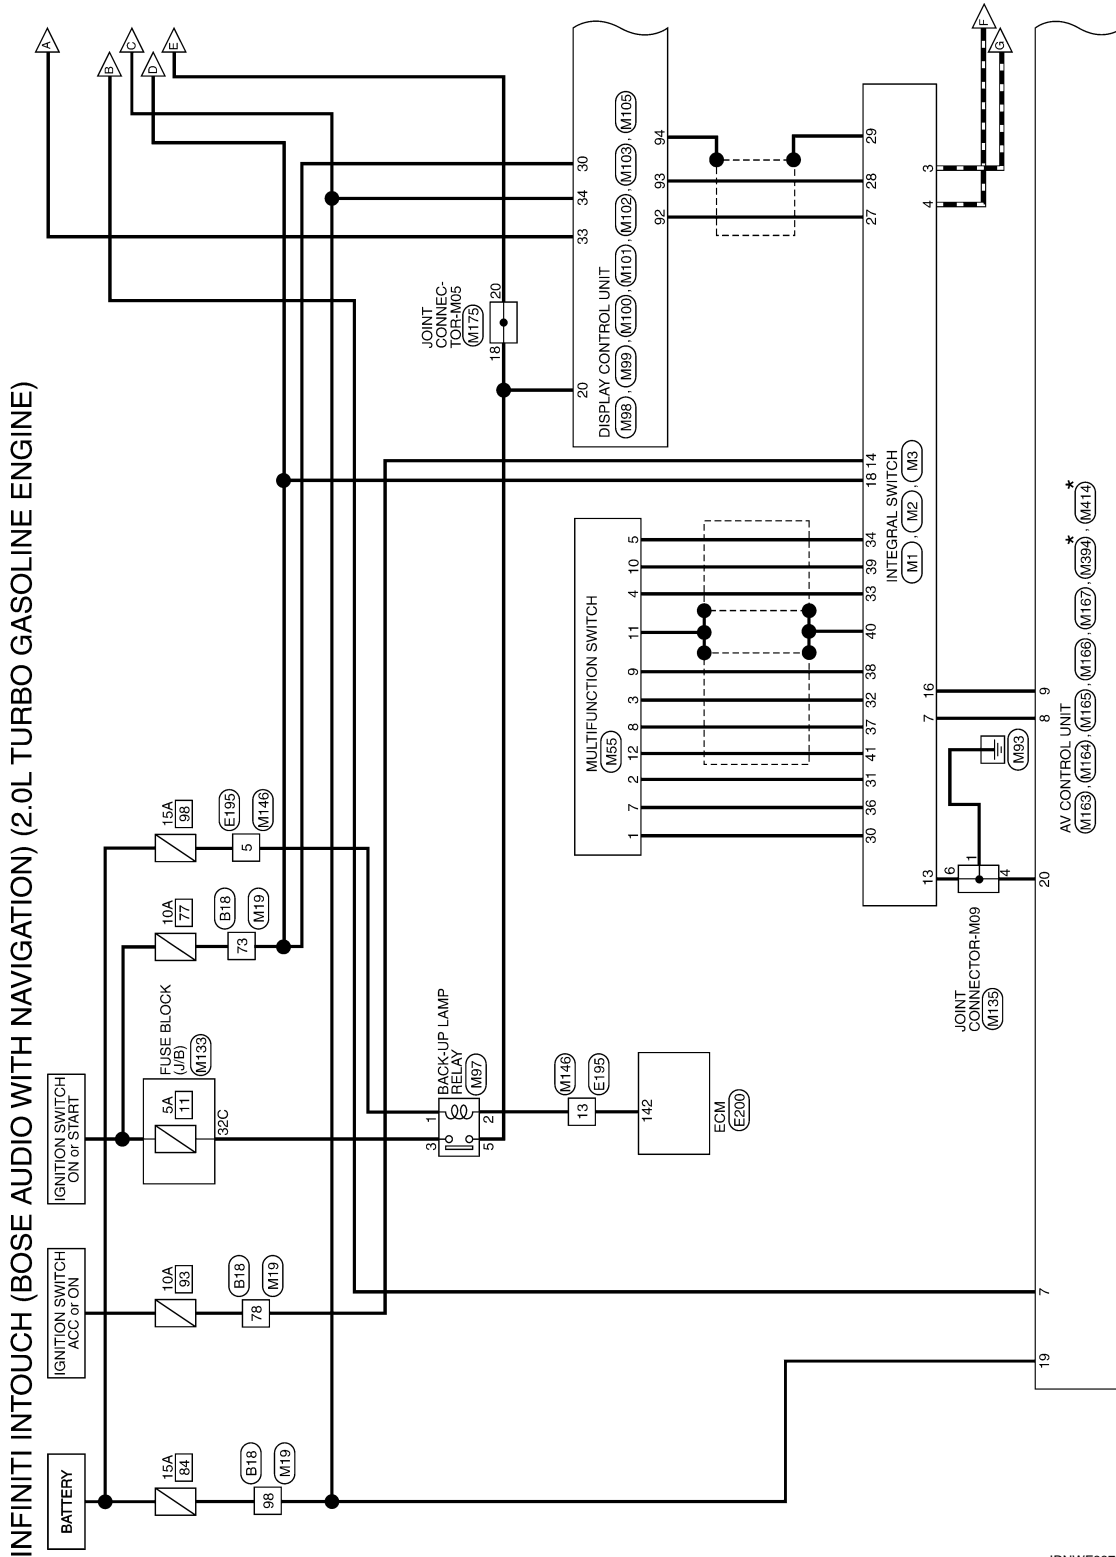 INFINITI INTOUCH (BOSE AUDIO WITH NAVIGATION) (2.0L TURBO GASOLINE ENGINE)
BATTERY
IGNITION SWITCH
ACC or ON
IGNITION SWITCH
ON or START
A
B
C
D
E
F
G
15A
84
B18
M19
98
10A
93
B18
M19
78
FUSE BLOCK
(J/B)
M133
5A
11
32C
10A
77
B18
M19
73
15A
98
E195
M146
5
BACK-UP LAMP
RELAY
M97
3
1
5
2
M146
E195
13
142
ECM
E200
JOINT
CONNEC-
TOR-M05
M175
18
20
20
33
34
30
DISPLAY CONTROL UNIT
M98 , M99 , M100 , M101 , M102 , M103 , M105
92
93
94
MULTIFUNCTION SWITCH
M55
1
7
2
12
8
3
9
11
4
10
5
30
36
31
41
37
32
38
40
33
39
34
18
14
27
28
29
INTEGRAL SWITCH
M1 , M2 , M3
13
7
16
4
3
JOINT
CONNECTOR-M09
M135
6
1
4
M93
19
7
20
8
9
AV CONTROL UNIT
M163 , M164 , M165 , M166 , M167 , M394 * , M414 *